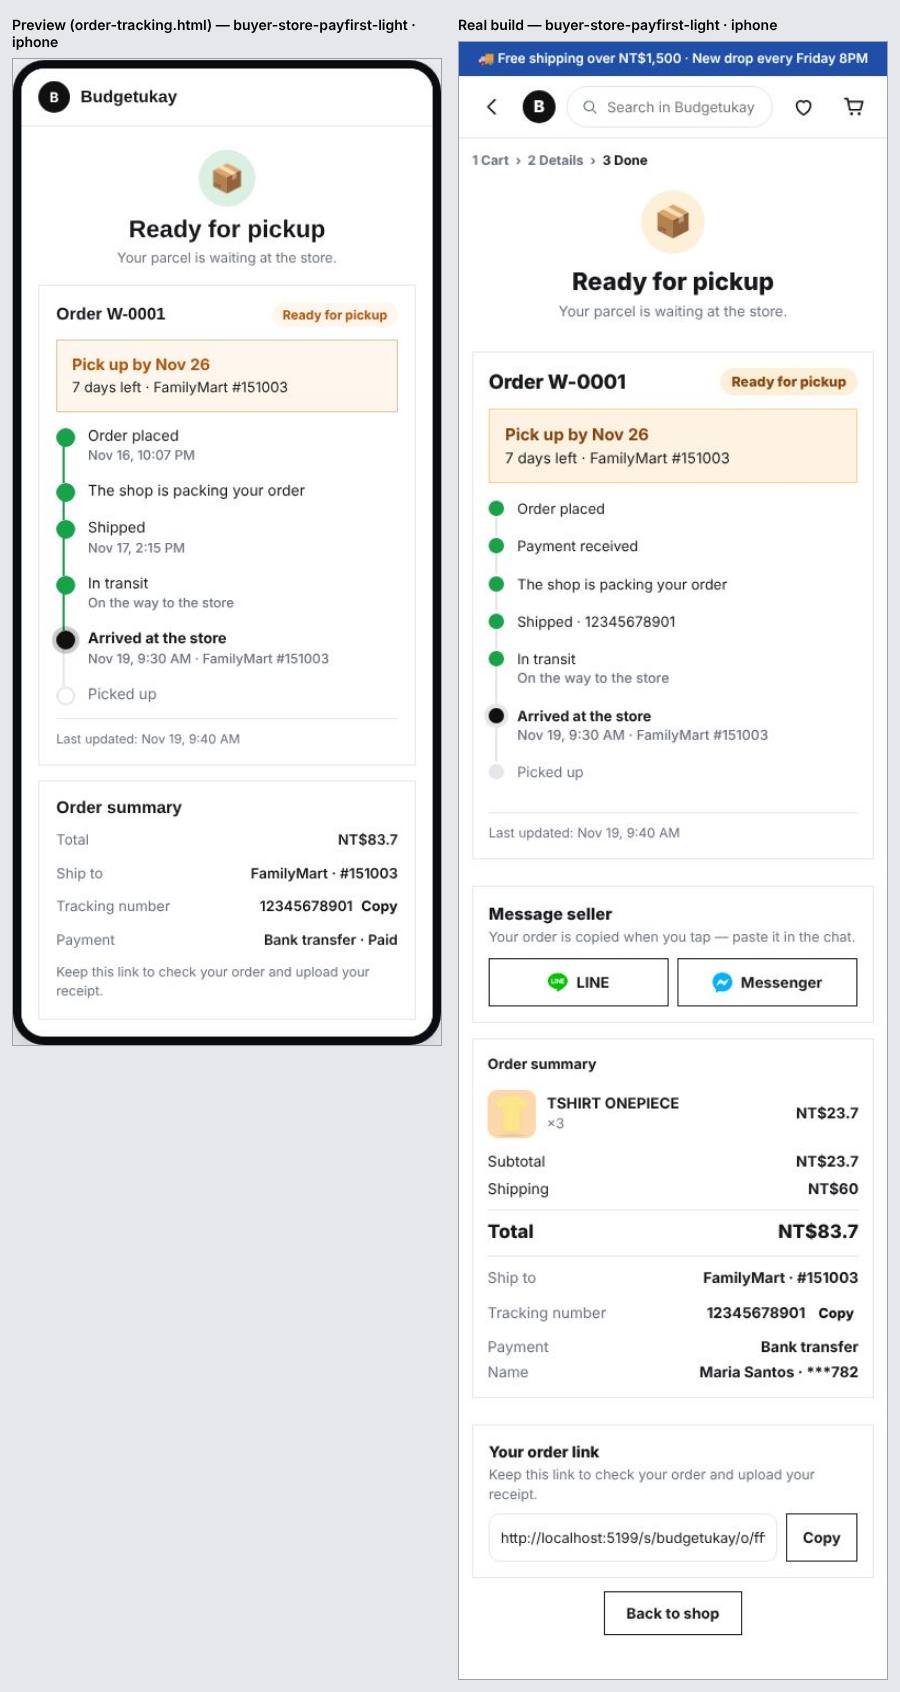 Preview (order-tracking.html) — buyer-store-payfirst-light ·
iphone
B Budgetukay
Ready for pickup
Your parcel is waiting at the store.
Order W-0001 Ready for pickup
Pick up by Nov 26
7 days left · FamilyMart #151003
Order placed
Nov 16, 10:07 PM
The shop is packing your order
Shipped
Nov 17, 2:15 PM
In transit
On the way to the store
Arrived at the store
Nov 19, 9:30 AM · FamilyMart #151003
Picked up
Last updated: Nov 19, 9:40 AM
Order summary
Total NT$83.7
Ship to FamilyMart · #151003
Tracking number 12345678901 Copy
Payment Bank transfer · Paid
Keep this link to check your order and upload your
receipt.
Real build — buyer-store-payfirst-light · iphone
🚚 Free shipping over NT$1,500 · New drop every Friday 8PM
B Search in Budgetukay
1 Cart › 2 Details › 3 Done
Ready for pickup
Your parcel is waiting at the store.
Order W-0001 Ready for pickup
Pick up by Nov 26
7 days left · FamilyMart #151003
Order placed
Payment received
The shop is packing your order
Shipped · 12345678901
In transit
On the way to the store
Arrived at the store
Nov 19, 9:30 AM · FamilyMart #151003
Picked up
Last updated: Nov 19, 9:40 AM
Message seller
Your order is copied when you tap — paste it in the chat.
LINE LINE Messenger
Order summary
TSHIRT ONEPIECE NT$23.7
×3
Subtotal NT$23.7
Shipping NT$60
Total NT$83.7
Ship to FamilyMart · #151003
Tracking number 12345678901 Copy
Payment Bank transfer
Name Maria Santos · ***782
Your order link
Keep this link to check your order and upload your
receipt.
http://localhost:5199/s/budgetukay/o/ff Copy
Back to shop